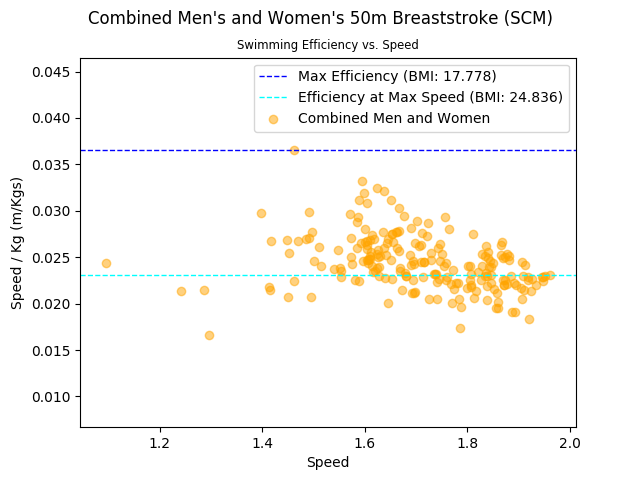 Combined Men's and Women's 50m Breaststroke (SCM)
Swimming Efficiency vs. Speed
Max Efficiency (BMI: 17.778)
Efficiency at Max Speed (BMI: 24.836)
Combined Men and Women
Speed / Kg (m/Kgs)
0.045
0.040
0.035
0.030
0.025
0.020
0.015
0.010
1.2 1.4 1.6 1.8 2.0
Speed